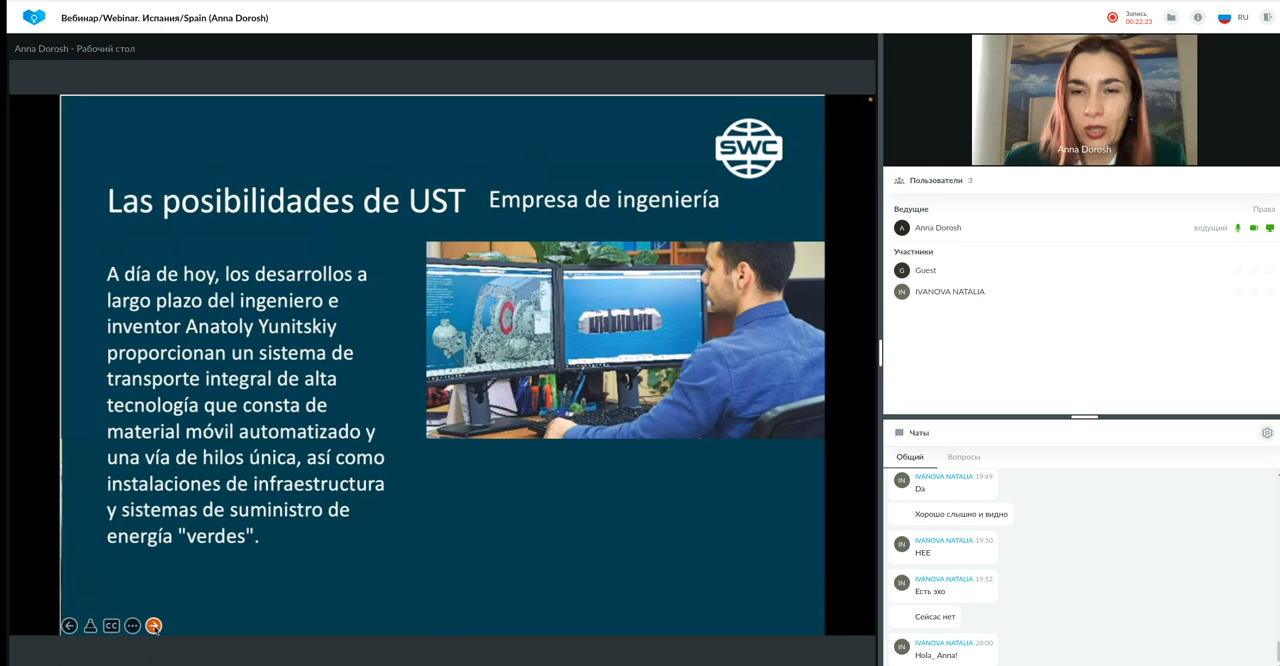 Вебинар/Webinar. Испания/Spain (Anna Dorosh)
Запись
00:22:23
RU
Anna Dorosh - Рабочий стол
SWC
Las posibilidades de UST Empresa de ingeniería
A día de hoy, los desarrollos a
largo plazo del ingeniero e
inventor Anatoly Yunitskiy
proporcionan un sistema de
transporte integral de alta
tecnología que consta de
material móvil automatizado y
una vía de hilos única, así como
instalaciones de infraestructura
y sistemas de suministro de
energía "verdes".
CC
Anna Dorosh
Пользователи 3
Ведущие Права
A Anna Dorosh ведущий
Участники
G Guest
IN IVANOVA NATALIA
Чаты
Общий Вопросы
IN IVANOVA NATALIA 19:49
Da
Хорошо слышно и видно
IN IVANOVA NATALIA 19:50
НЕЕ
IN IVANOVA NATALIA 19:52
Есть эхо
Сейсас нет
IN IVANOVA NATALIA 20:00
Hola_ Anna!